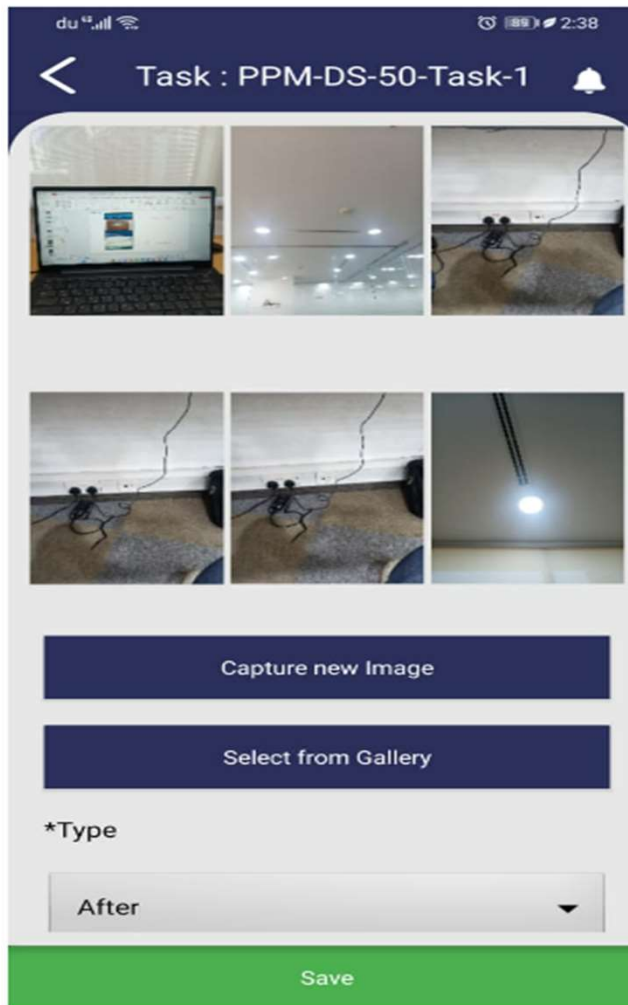 du 2:38
Task : PPM-DS-50-Task-1
Capture new Image
Select from Gallery
*Type
After
Save